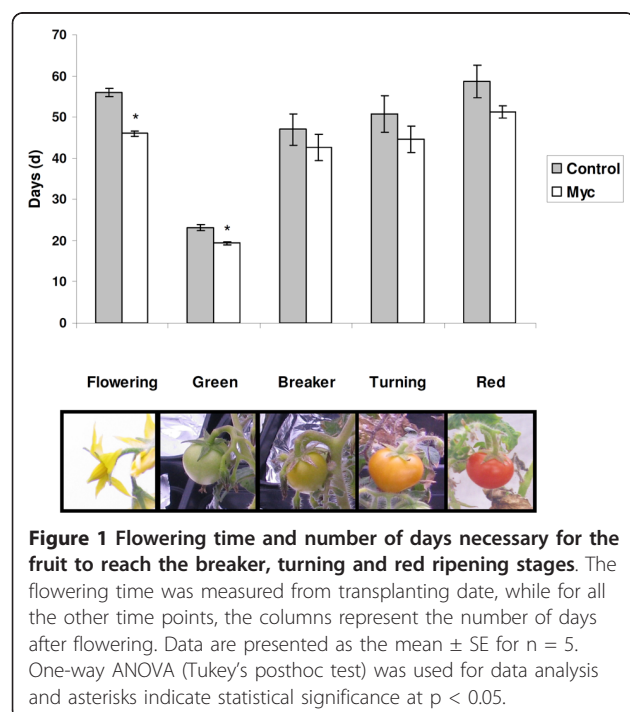 70
60
50
40
30
20
10
0
Days (d)
*
*
Control
Myc
Flowering Green Breaker Turning Red
Figure 1 Flowering time and number of days necessary for the
fruit to reach the breaker, turning and red ripening stages. The
flowering time was measured from transplanting date, while for all
the other time points, the columns represent the number of days
after flowering. Data are presented as the mean ± SE for n = 5.
One-way ANOVA (Tukey's posthoc test) was used for data analysis
and asterisks indicate statistical significance at p < 0.05.